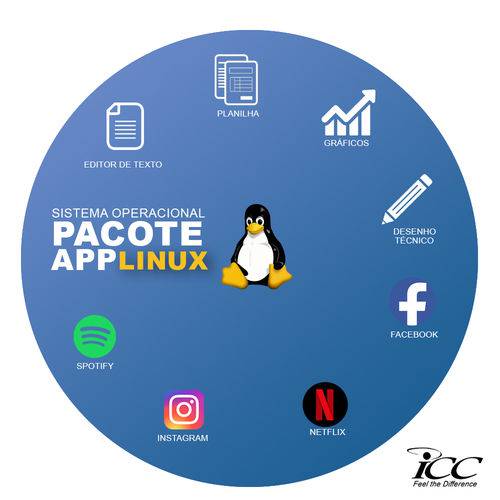 PLANILHA
GRÁFICOS
EDITOR DE TEXTO
SISTEMA OPERACIONAL
PACOTE
APPLINUX
DESENHO
TÉCNICO
FACEBOOK
SPOTIFY
INSTAGRAM
NETFLIX
icc
Feel the Difference